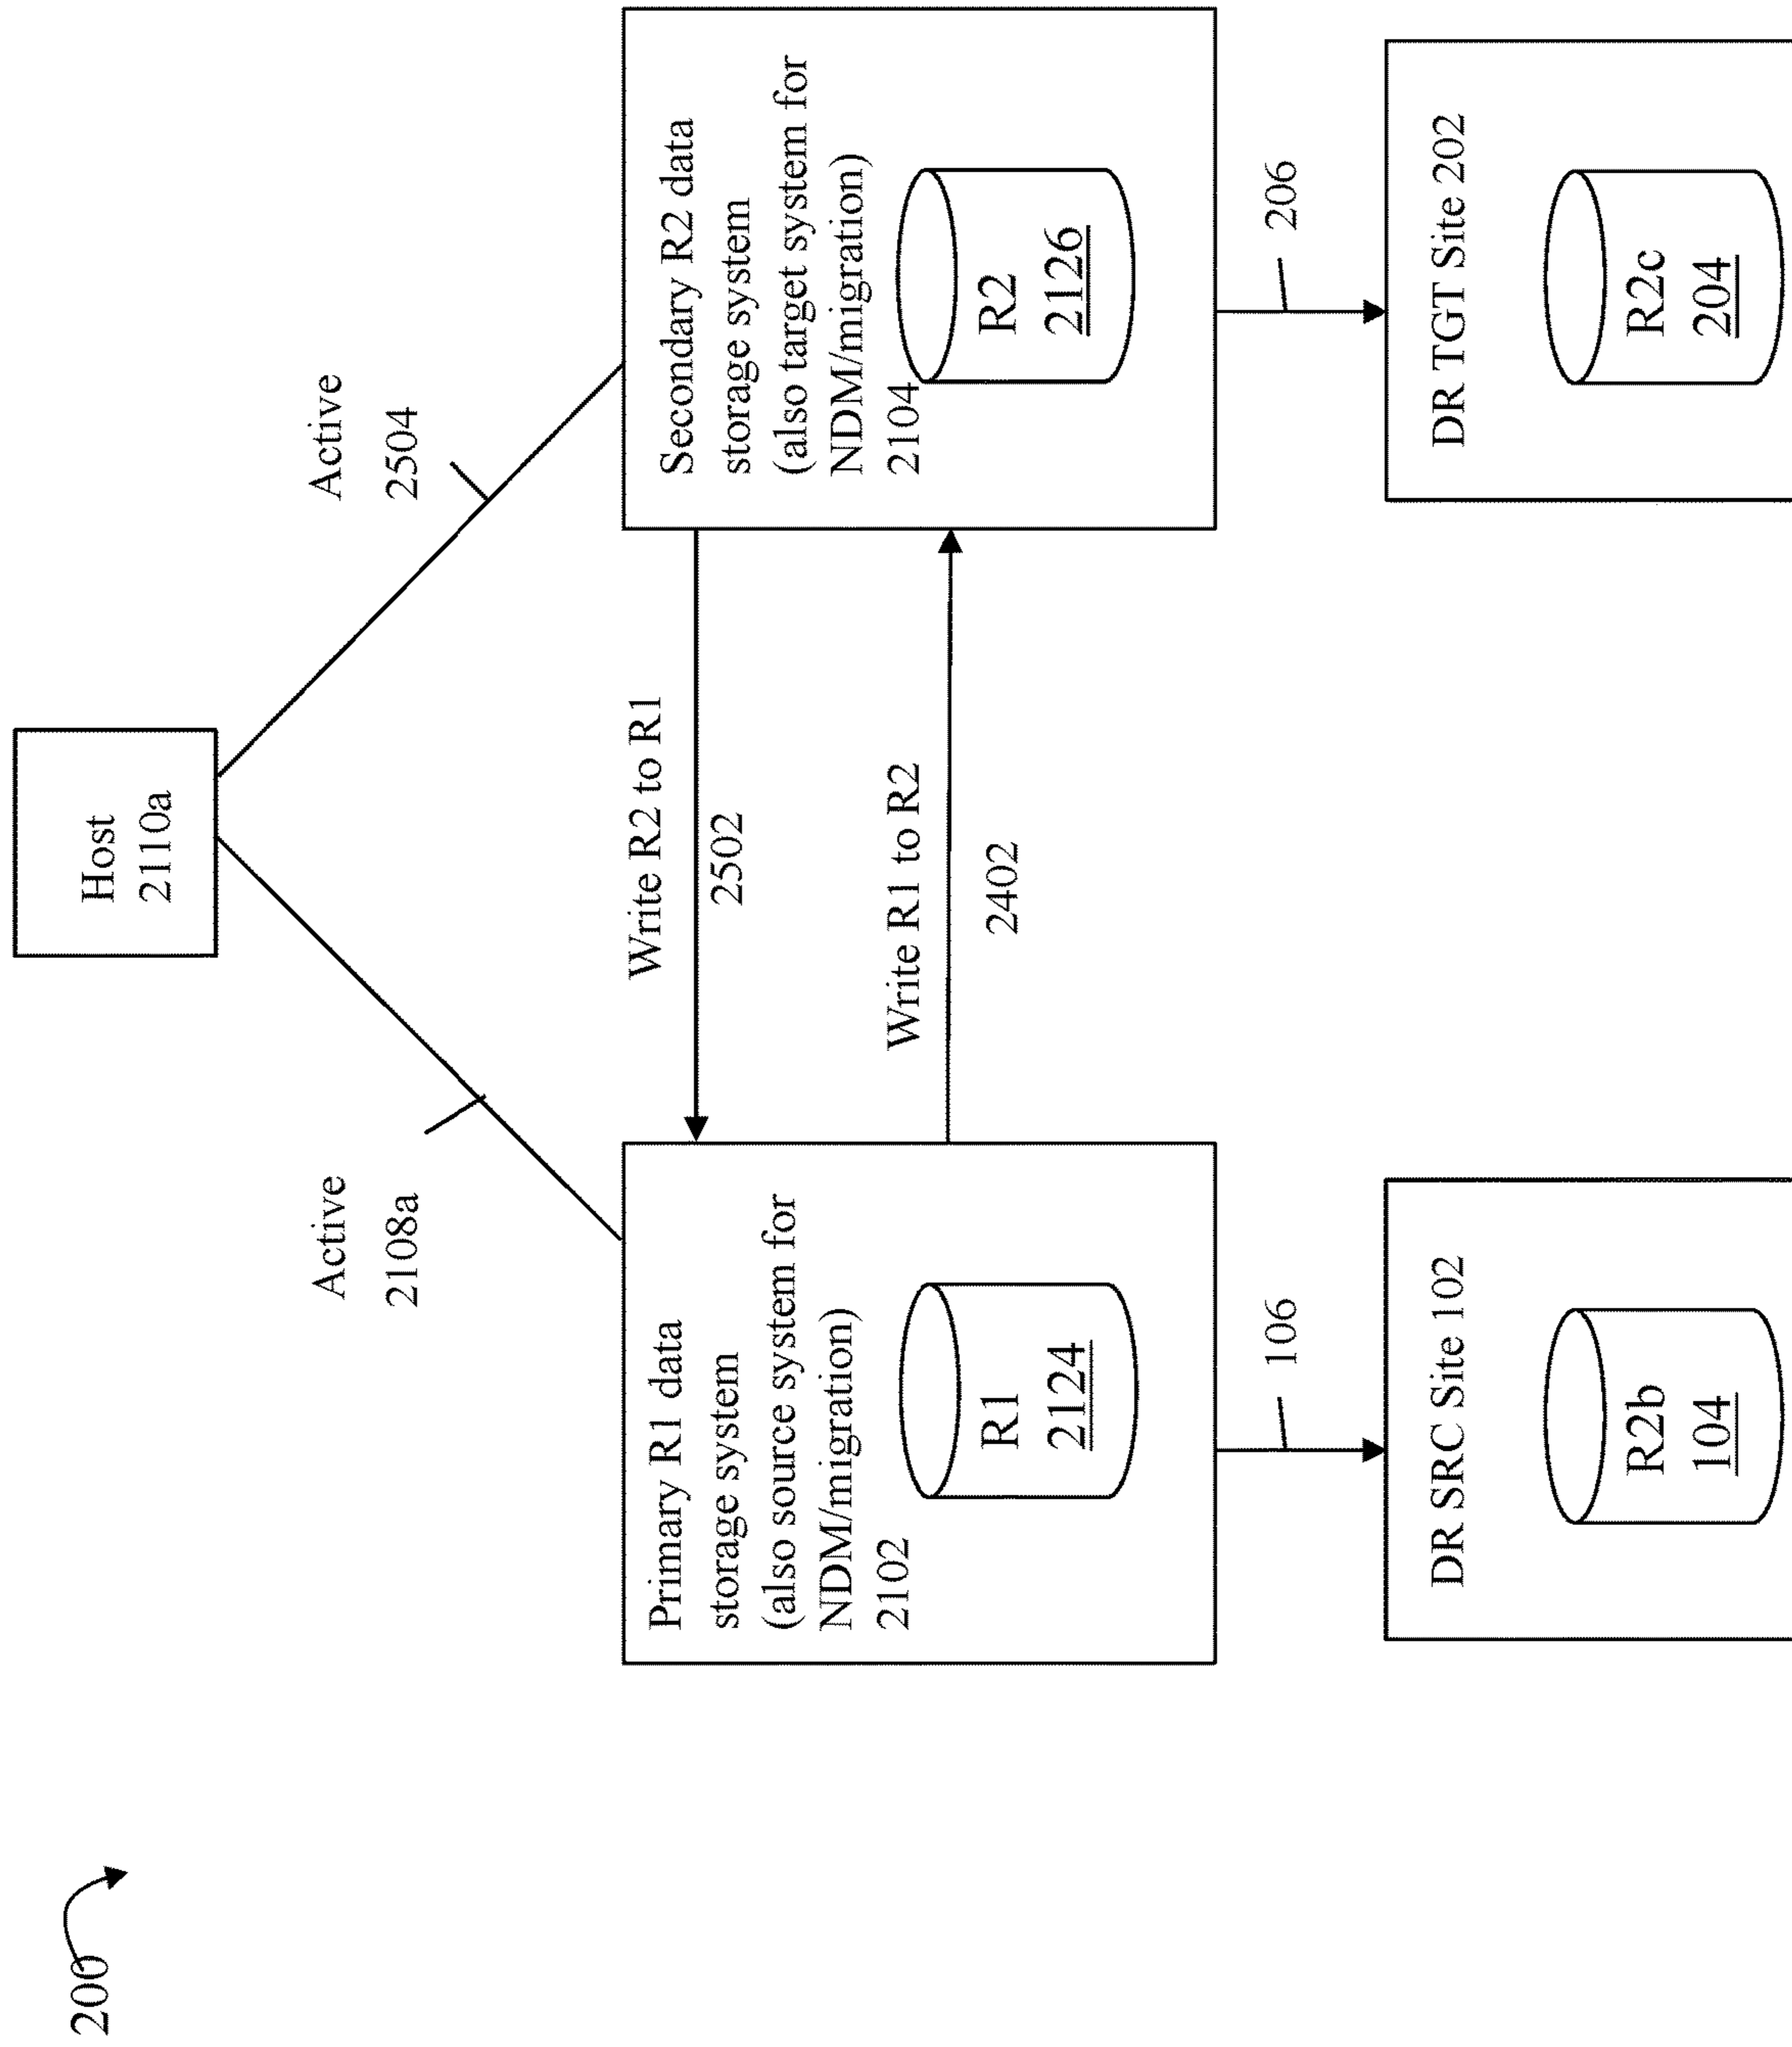 200
Host
2110a
Active
2108a
Active
2504
Primary R1 data
storage system
(also source system for
NDM/migration)
2102
R1
2124
Write R2 to R1
2502
Write R1 to R2
2402
Secondary R2 data
storage system
(also target system for
NDM/migration)
2104
R2
2126
106
206
DR SRC Site 102
R2b
104
DR TGT Site 202
R2c
204